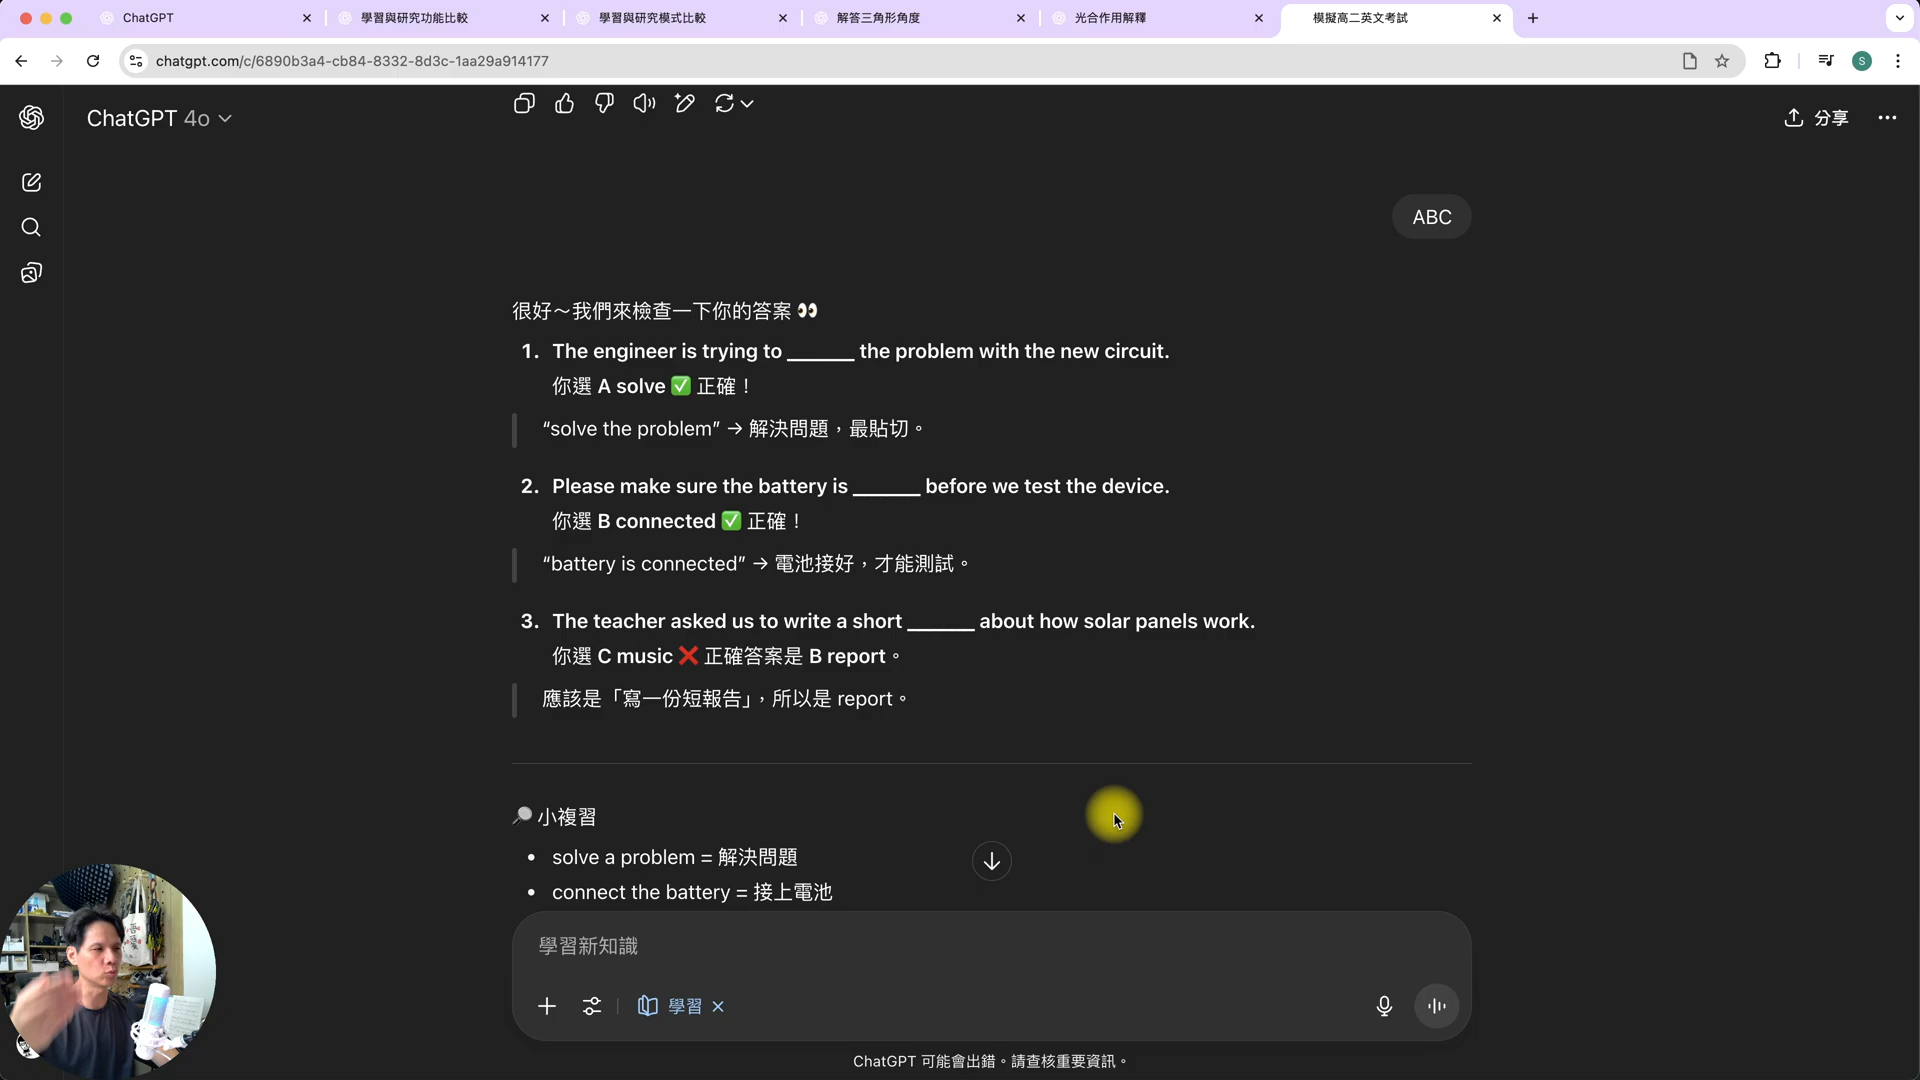 ChatGPT
學習與研究功能比較
學習與研究模式比較
解答三角形角度
光合作用解釋
模擬高二英文考試
chatgpt.com/c/6890b3a4-cb84-8332-8d3c-1aa29a914177
S
ChatGPT 4o
分享
ABC
很好～我們來檢查一下你的答案 👀
1. The engineer is trying to ______ the problem with the new circuit.
你選 A solve ✅ 正確！
“solve the problem” → 解決問題，最貼切。
2. Please make sure the battery is ______ before we test the device.
你選 B connected ✅ 正確！
“battery is connected” → 電池接好，才能測試。
3. The teacher asked us to write a short ______ about how solar panels work.
你選 C music ❌ 正確答案是 B report。
應該是「寫一份短報告」，所以是 report。
🔎 小複習
• solve a problem = 解決問題
• connect the battery = 接上電池
學習新知識
學習
ChatGPT 可能會出錯。請查核重要資訊。